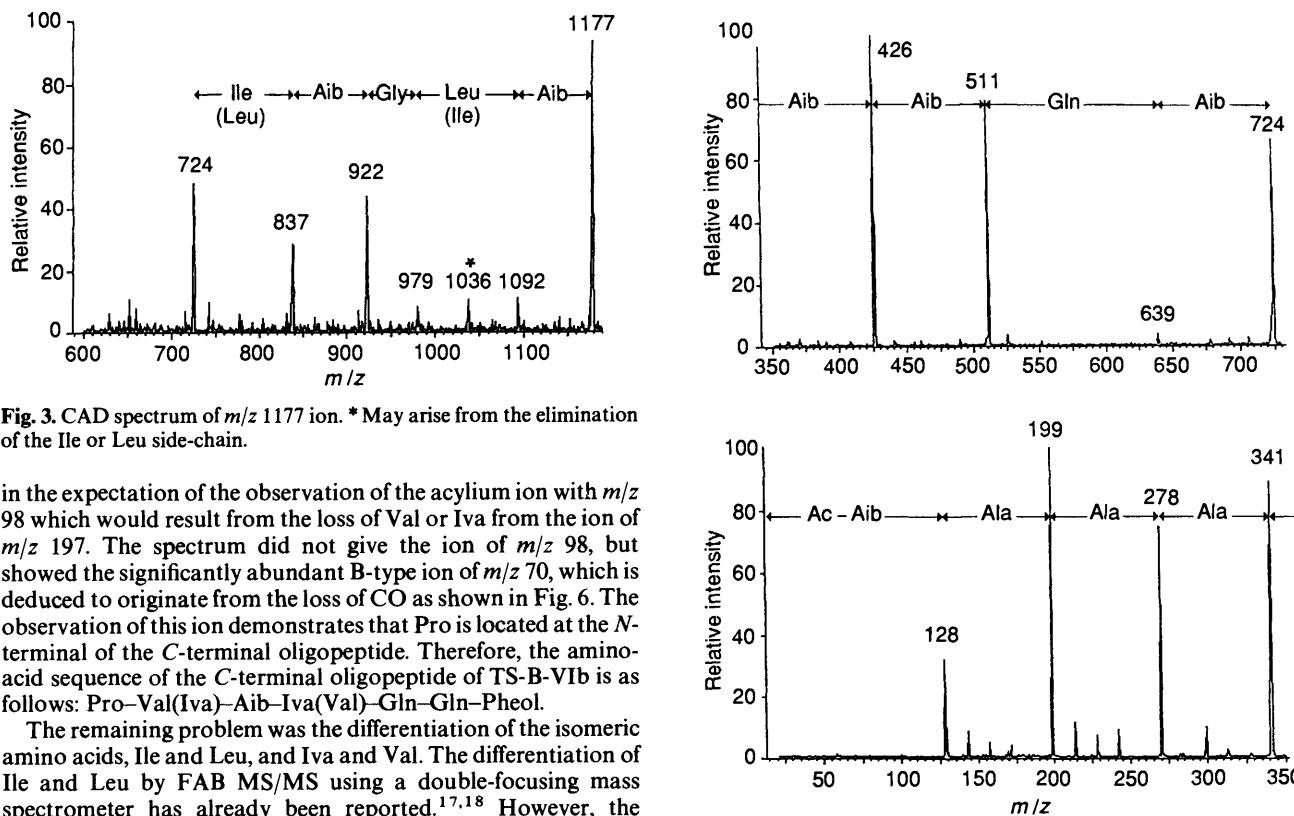 100
1177
80
Ile
Aib
Gly
Leu
Aib
(Leu)
(Ile)
Relative intensity
60
724
922
40
837
20
979
*
1036
1092
0
600
700
800
900
1000
1100
m/z
Fig. 3. CAD spectrum of m/z 1177 ion. * May arise from the elimination
of the Ile or Leu side-chain.
in the expectation of the observation of the acylium ion with m/z
98 which would result from the loss of Val or Iva from the ion of
m/z 197. The spectrum did not give the ion of m/z 98, but
showed the significantly abundant B-type ion of m/z 70, which is
deduced to originate from the loss of CO as shown in Fig. 6. The
observation of this ion demonstrates that Pro is located at the N-
terminal of the C-terminal oligopeptide. Therefore, the amino-
acid sequence of the C-terminal oligopeptide of TS-B-VIb is as
follows: Pro–Val(Iva)–Aib–Iva(Val)–Gln–Gln–Pheol.
The remaining problem was the differentiation of the isomeric
amino acids, Ile and Leu, and Iva and Val. The differentiation of
Ile and Leu by FAB MS/MS using a double-focusing mass
spectrometer has already been reported.17,18 However, the
100
426
511
80
Aib
Aib
Gln
Aib
724
Relative intensity
60
40
20
639
0
350
400
450
500
550
600
650
700
199
100
341
278
80
Ac – Aib
Ala
Ala
Ala
Relative intensity
60
40
128
20
0
50
100
150
200
250
300
350
m/z